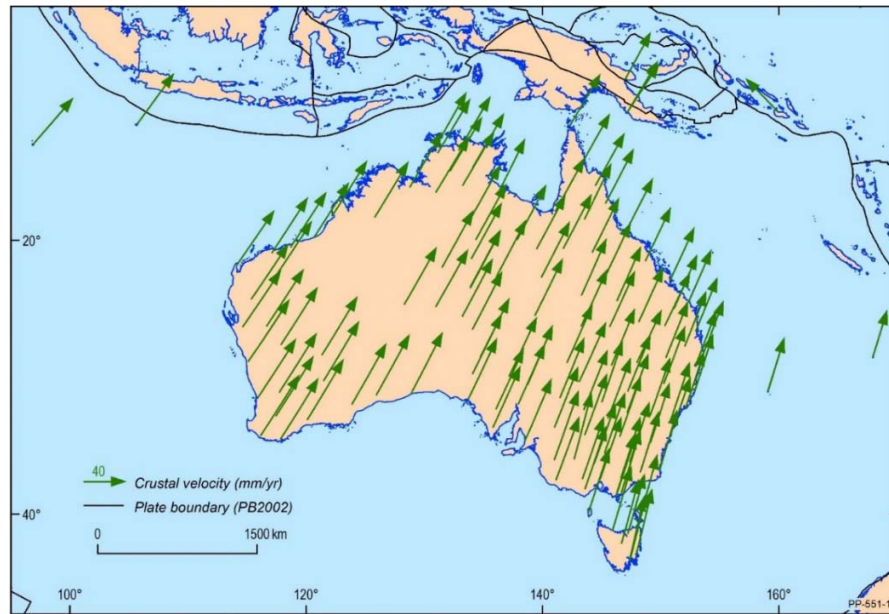 20°
40°
40
Crustal velocity (mm/yr)
Plate boundary (PB2002)
0 1500 km
100° 120° 140° 160°
PP-551-1